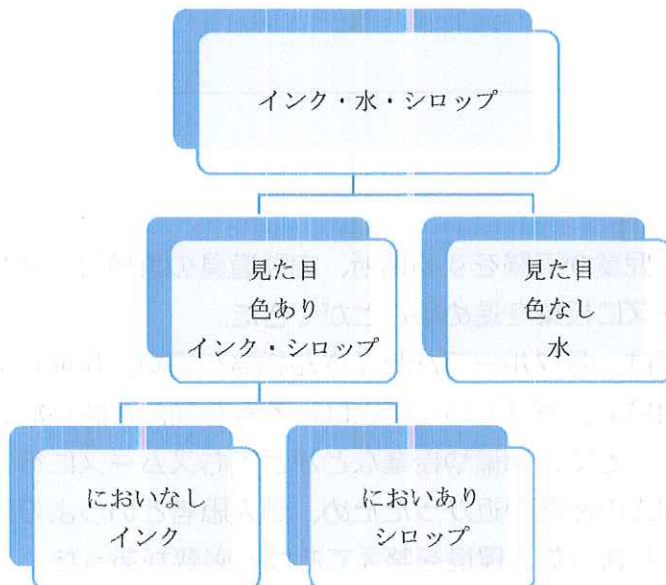 インク・水・シロップ
見た目
色あり
インク・シロップ
見た目
色なし
水
においなし
インク
においあり
シロップ